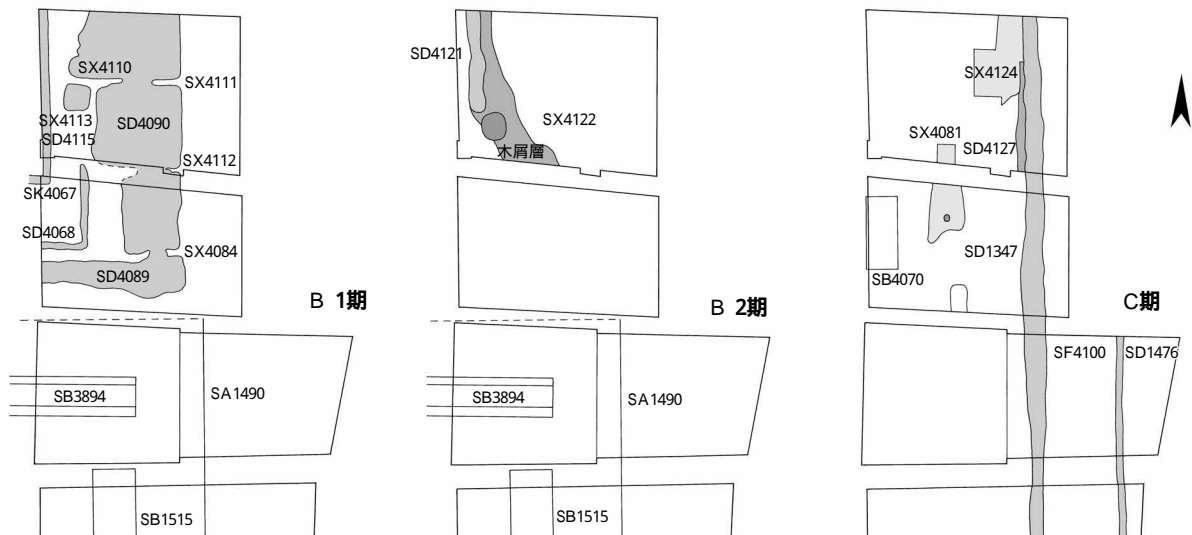 SX4110
SX4111
SX4113
SD4090
SD4115
SX4112
SK4067
SD4068
SX4084
SD4089
B 1期
SB3894
SA1490
SB1515
SD4121
SX4122
木屑層
B 2期
SB3894
SA1490
SB1515
SX4124
SX4081
SD4127
SD1347
SB4070
C期
SF4100
SD1476